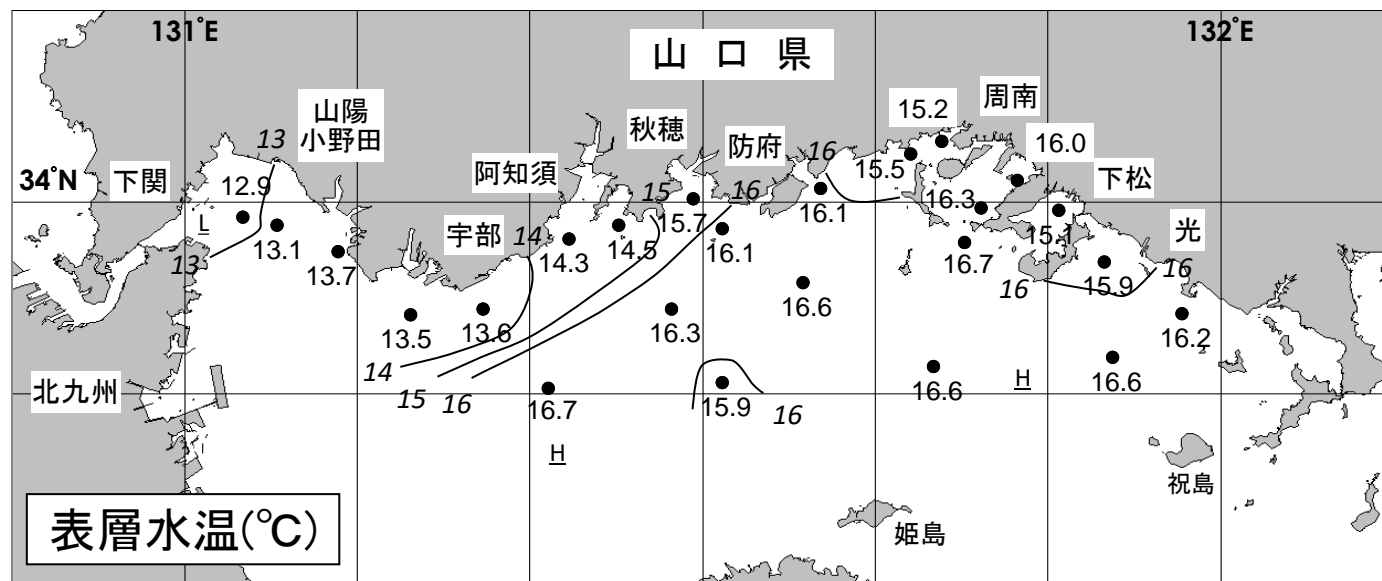 131°E
132°E
山口県
山陽
小野田
秋穂
周南
15.2
13
防府
16
15.5
16.0
阿知須
下松
34°N
下関
12.9
15
16
16.3
15.7
16.1
L
13.1
14.5
16.1
15.1
光
宇部
14
14.3
13
13.7
16.7
16
16
15.9
16.6
13.5
13.6
16.3
16.2
14
15
16
16.7
15.9
16
16.6
H
16.6
北九州
H
祝島
姫島
表層水温(℃)